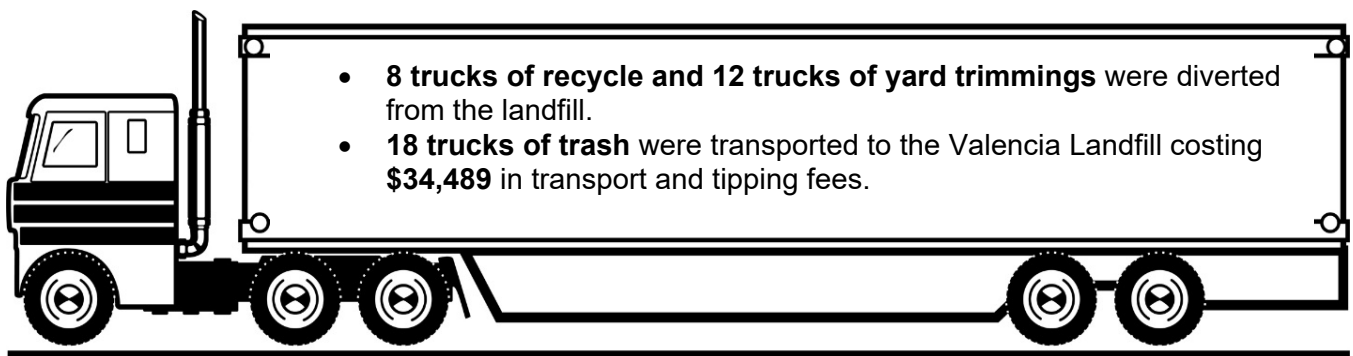 • 8 trucks of recycle and 12 trucks of yard trimmings were diverted
from the landfill.
• 18 trucks of trash were transported to the Valencia Landfill costing
$34,489 in transport and tipping fees.